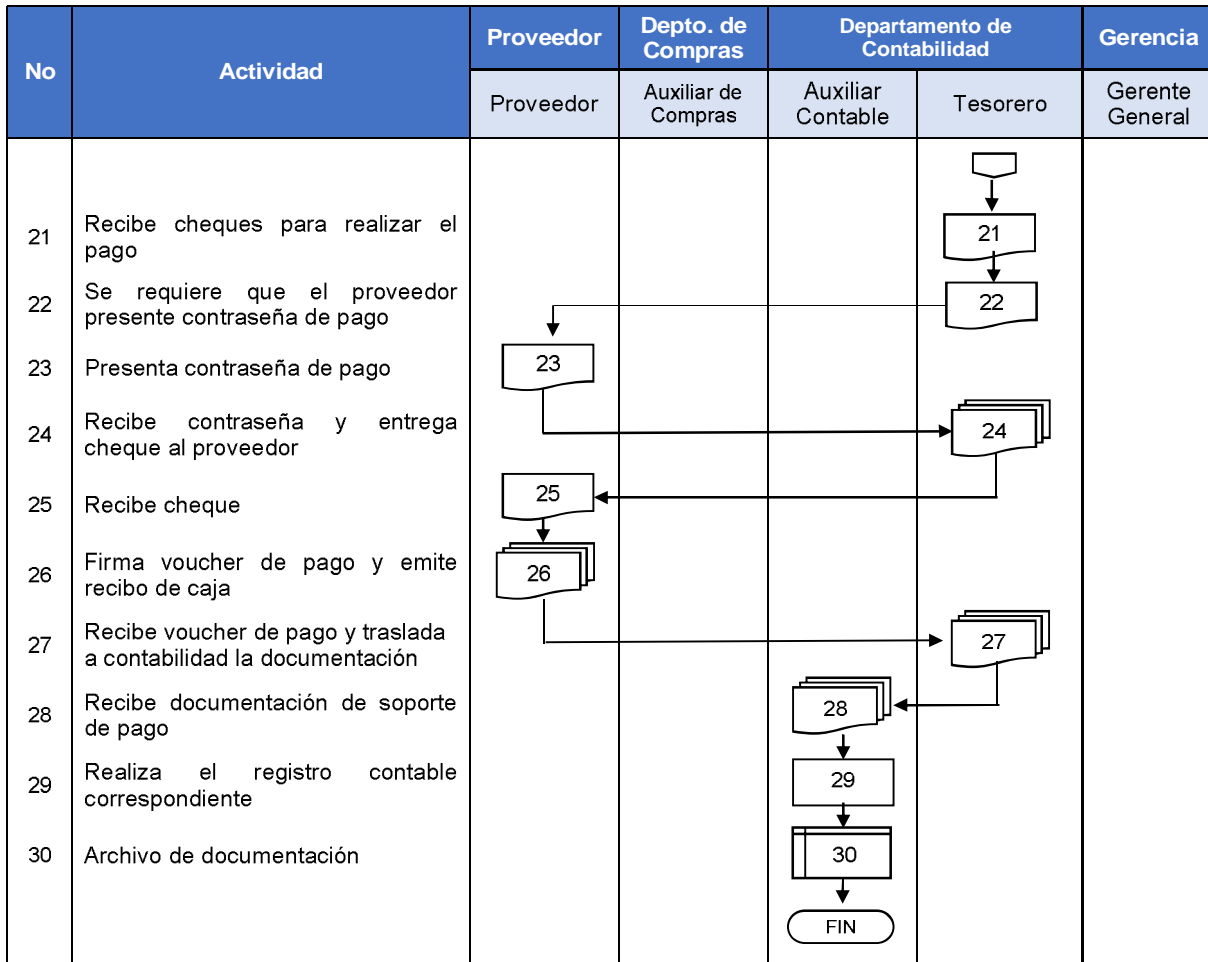 No
Actividad
Proveedor
Depto. de
Compras
Departamento de
Contabilidad
Gerencia
Proveedor
Auxiliar de
Compras
Auxiliar
Contable
Tesorero
Gerente
General
21
Recibe cheques para realizar el
pago
21
22
Se requiere que el proveedor
presente contraseña de pago
22
23
Presenta contraseña de pago
23
24
Recibe contraseña y entrega
cheque al proveedor
24
25
Recibe cheque
25
26
Firma voucher de pago y emite
recibo de caja
26
27
Recibe voucher de pago y traslada
a contabilidad la documentación
27
28
Recibe documentación de soporte
de pago
28
29
Realiza el registro contable
correspondiente
29
30
Archivo de documentación
30
FIN